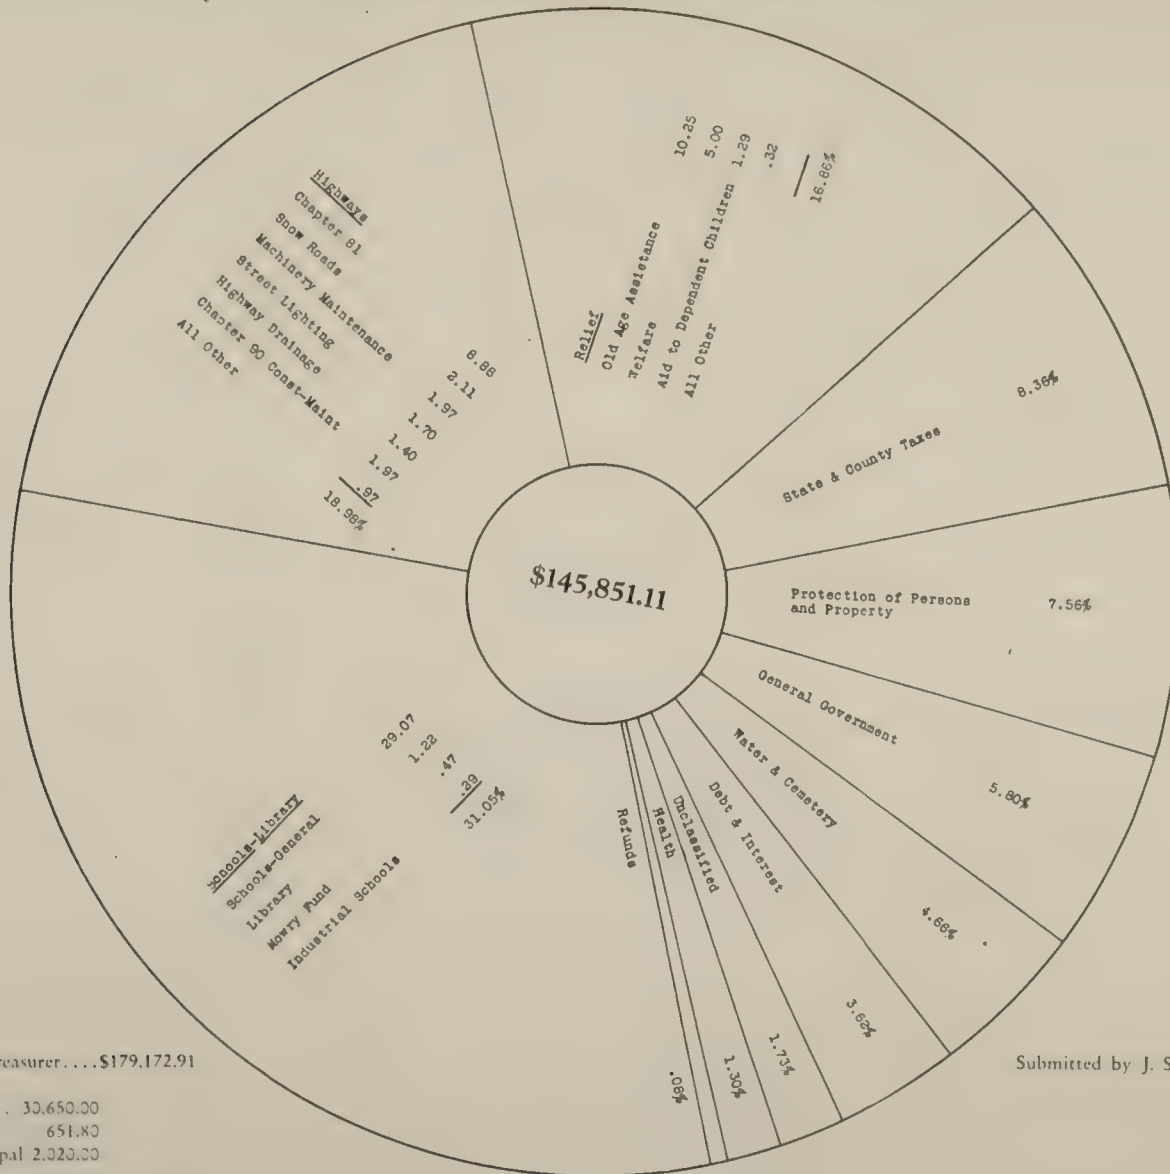 Highways
Chapter 81 8.86
Snow Roads 2.11
Machinery Maintenance 1.97
Street Lighting 1.70
Highway Drainage 1.40
Chapter 90 Const-Maint 1.97
All Other .97
18.98%
Relief
Old Age Assistance 10.25
Welfare 5.00
Aid to Dependent Children 1.29
All Other .32
16.86%
State & County Taxes 8.36%
Protection of Persons
and Property 7.56%
General Government 5.80%
Water & Cemetery 4.66%
Debt & Interest 3.62%
Unclassified 1.73%
Health 1.30%
Refunds .08%
Schools-Library
Schools-General 29.07
Library 1.22
Mowry Fund .47
Industrial Schools .29
31.05%
$145,851.11
reasurer....$179,172.91
. 30,650.00
651.80
pal 2,020.00
Submitted by J. S